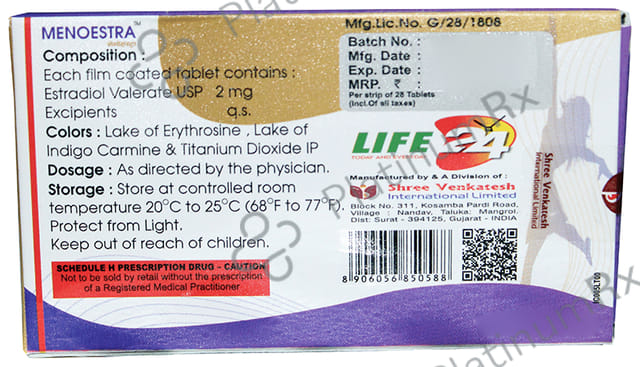 MENOESTRA™
Composition :
Each film coated tablet contains :
Estradiol Valerate USP 2 mg
Excipients q.s.
Colors : Lake of Erythrosine , Lake of
Indigo Carmine & Titanium Dioxide IP
Dosage : As directed by the physician.
Storage : Store at controlled room
temperature 20°C to 25°C (68°F to 77°F).
Protect from Light.
Keep out of reach of children.
SCHEDULE H PRESCRIPTION DRUG - CAUTION
Not to be sold by retail without the prescription
of a Registered Medical Practitioner
Mfg.Lic.No. G/28/1808
Batch No. :
Mfg. Date :
Exp. Date :
MRP. ₹ :
Per strip of 28 Tablets
(Incl.Of all taxes)
LIFE 24
TODAY AND EVERYDAY
Manufactured by & A Division of :
Shree Venkatesh
International Limited
Block No. 311, Kosamba Pardi Road,
Village : Nandav, Taluka: Mangrol.
Dist: Surat - 394125, Gujarat - INDIA
8 906056 850588
Shree Venkatesh
International Limited
Platinum Rx